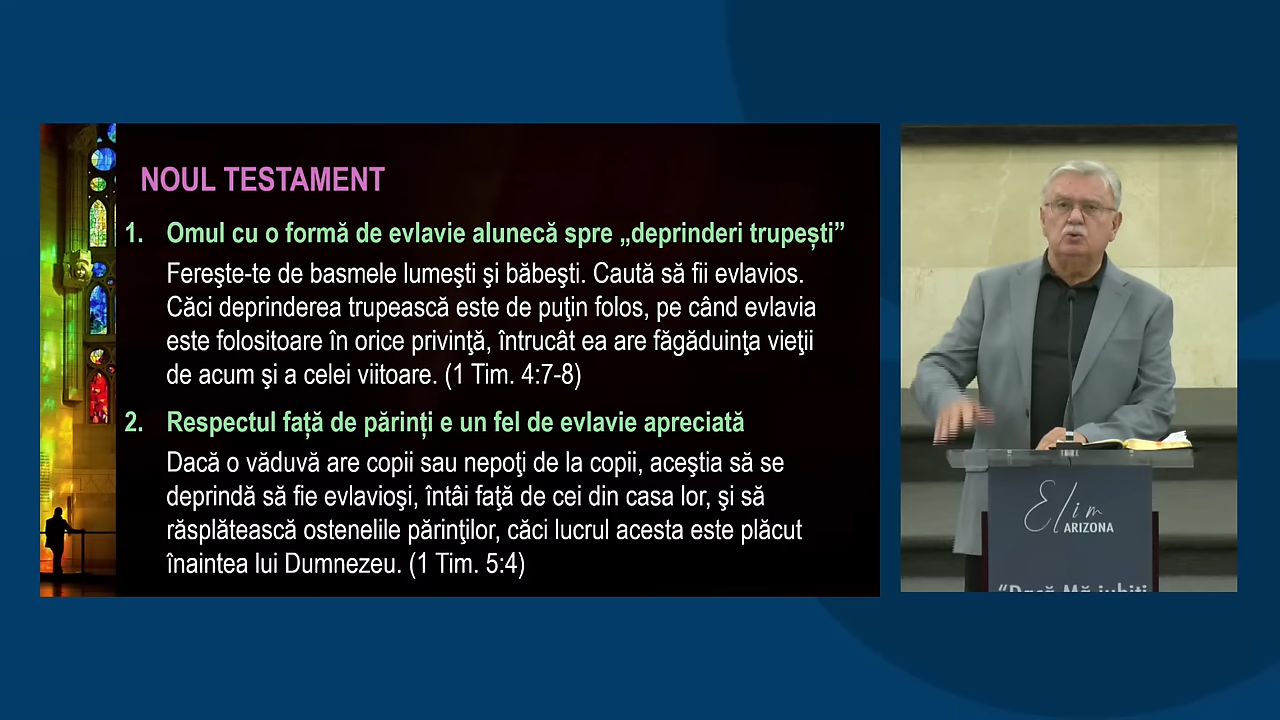 NOUL TESTAMENT
1. Omul cu o formă de evlavie alunecă spre „deprinderi trupești”
Fereşte-te de basmele lumeşti şi băbeşti. Caută să fii evlavios.
Căci deprinderea trupească este de puţin folos, pe când evlavia
este folositoare în orice privinţă, întrucât ea are făgăduinţa vieţii
de acum şi a celei viitoare. (1 Tim. 4:7-8)
2. Respectul față de părinți e un fel de evlavie apreciată
Dacă o văduvă are copii sau nepoţi de la copii, aceştia să se
deprindă să fie evlavioşi, întâi faţă de cei din casa lor, şi să
răsplătească ostenelile părinţilor, căci lucrul acesta este plăcut
înaintea lui Dumnezeu. (1 Tim. 5:4)
Elim
ARIZONA
“Dacă Mă iubiți